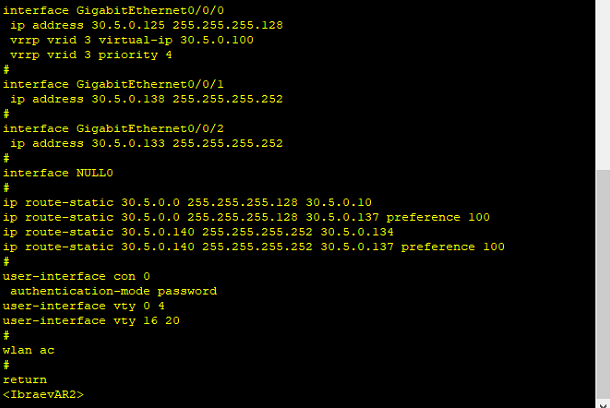 interface GigabitEthernet0/0/0
 ip address 30.5.0.125 255.255.255.128
 vrrp vrid 3 virtual-ip 30.5.0.100
 vrrp vrid 3 priority 4
#
interface GigabitEthernet0/0/1
 ip address 30.5.0.138 255.255.255.252
#
interface GigabitEthernet0/0/2
 ip address 30.5.0.133 255.255.255.252
#
interface NULL0
#
ip route-static 30.5.0.0 255.255.255.128 30.5.0.10
ip route-static 30.5.0.0 255.255.255.128 30.5.0.137 preference 100
ip route-static 30.5.0.140 255.255.255.252 30.5.0.134
ip route-static 30.5.0.140 255.255.255.252 30.5.0.137 preference 100
#
user-interface con 0
 authentication-mode password
user-interface vty 0 4
user-interface vty 16 20
#
wlan ac
#
return
<IbraevAR2>